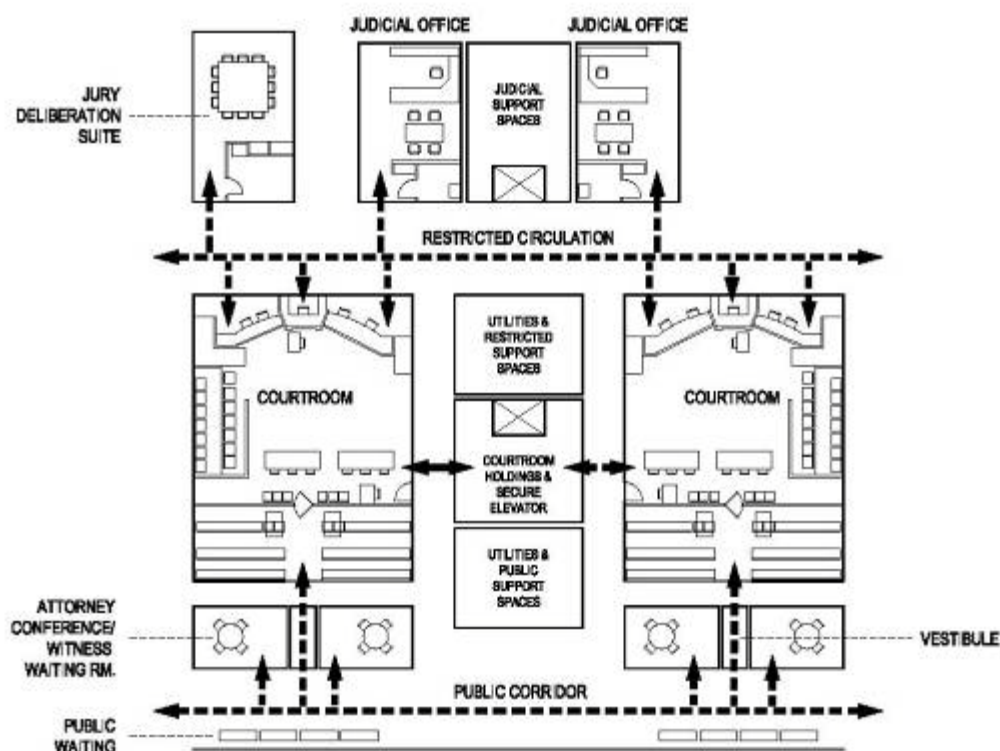 JUDICIAL OFFICE
JUDICIAL OFFICE
JURY
DELIBERATION
SUITE
JUDICIAL
SUPPORT
SPACES
RESTRICTED CIRCULATION
UTILITIES &
RESTRICTED
SUPPORT
SPACES
COURTROOM
COURTROOM
COURTROOM
HOLDINGS &
SECURE
ELEVATOR
UTILITIES &
PUBLIC
SUPPORT
SPACES
ATTORNEY
CONFERENCE/
WITNESS
WAITING RM.
VESTIBULE
PUBLIC CORRIDOR
PUBLIC
WAITING